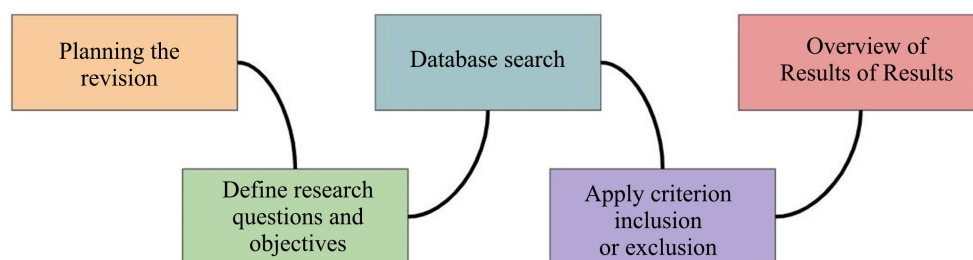 Planning the
revision
Define research
questions and
objectives
Database search
Apply criterion
inclusion
or exclusion
Overview of
Results of Results